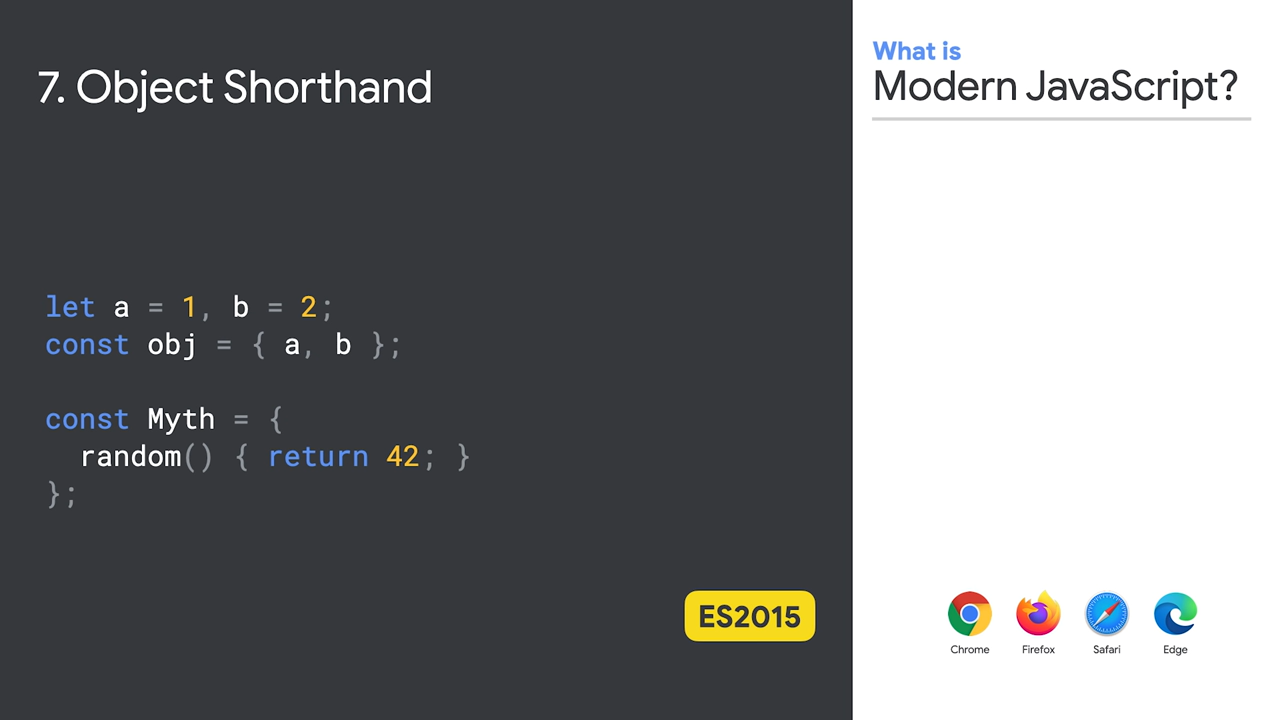 7. Object Shorthand
let a = 1, b = 2;
const obj = { a, b };
const Myth = {
  random() { return 42; }
};
ES2015
What is
Modern JavaScript?
Chrome
Firefox
Safari
Edge